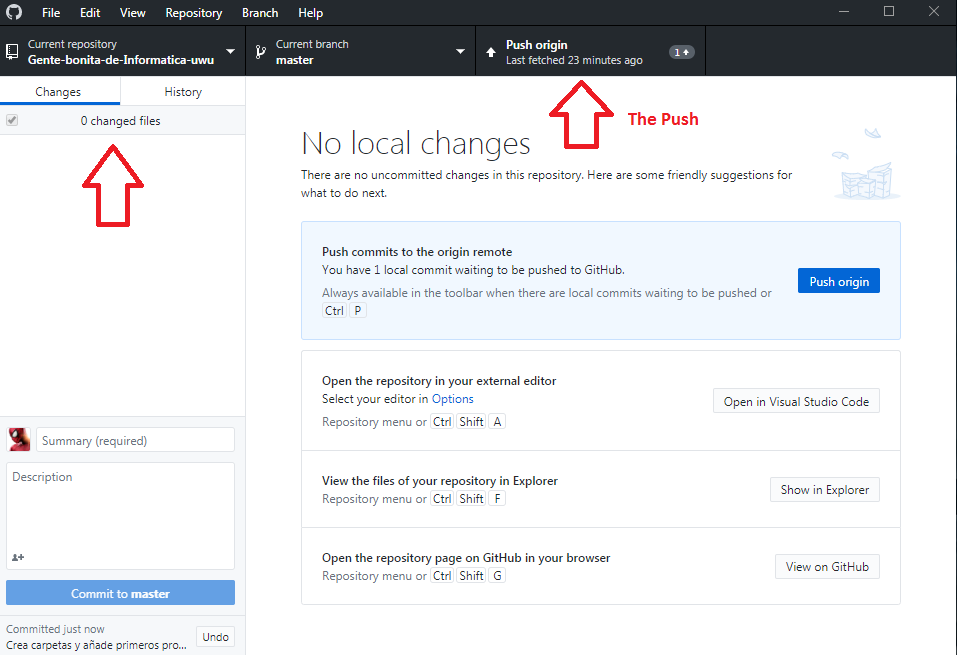 File Edit View Repository Branch Help
Current repository
Gente-bonita-de-Informatica-uwu
Current branch
master
Push origin
Last fetched 23 minutes ago
1
Changes History
0 changed files
The Push
No local changes
There are no uncommitted changes in this repository. Here are some friendly suggestions for
what to do next.
Push commits to the origin remote
You have 1 local commit waiting to be pushed to GitHub.
Always available in the toolbar when there are local commits waiting to be pushed or
Ctrl P
Push origin
Open the repository in your external editor
Select your editor in Options
Repository menu or Ctrl Shift A
Open in Visual Studio Code
View the files of your repository in Explorer
Repository menu or Ctrl Shift F
Show in Explorer
Open the repository page on GitHub in your browser
Repository menu or Ctrl Shift G
View on GitHub
Summary (required)
Description
Commit to master
Committed just now
Crea carpetas y añade primeros pro...
Undo